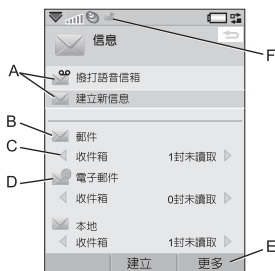 信息
F
A
撥打語音信箱
建立新信息
B
郵件
C
收件箱 1封未讀取
D
電子郵件
收件箱 0封未讀取
本地
收件箱 1封未讀取
建立 更多
E